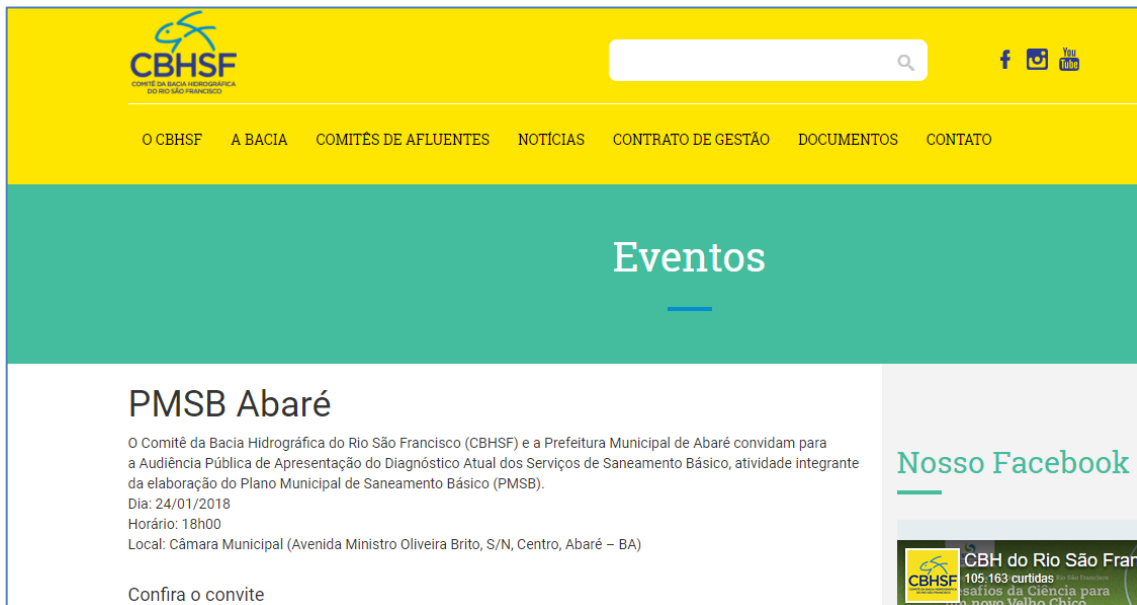 CBHSF
COMITÊ DA BACIA HIDROGRÁFICA
DO RIO SÃO FRANCISCO
You
Tube
O CBHSF A BACIA COMITÊS DE AFLUENTES NOTÍCIAS CONTRATO DE GESTÃO DOCUMENTOS CONTATO
Eventos
PMSB Abaré
O Comitê da Bacia Hidrográfica do Rio São Francisco (CBHSF) e a Prefeitura Municipal de Abaré convidam para
a Audiência Pública de Apresentação do Diagnóstico Atual dos Serviços de Saneamento Básico, atividade integrante
da elaboração do Plano Municipal de Saneamento Básico (PMSB).
Dia: 24/01/2018
Horário: 18h00
Local: Câmara Municipal (Avenida Ministro Oliveira Brito, S/N, Centro, Abaré – BA)
Confira o convite
Nosso Facebook
CBHSF
CBH do Rio São Fran
105.163 curtidas
safios da Ciência para
m novo Velho Chico